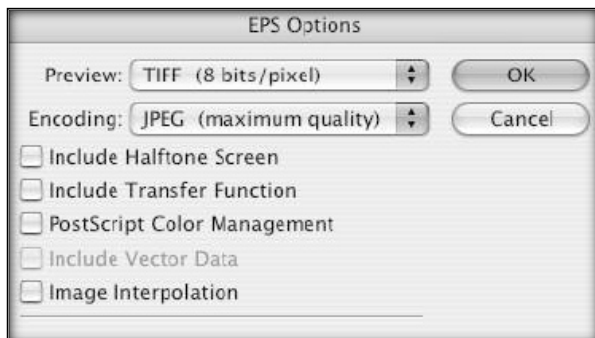 EPS Options
Preview: TIFF (8 bits/pixel) OK
Encoding: JPEG (maximum quality) Cancel
Include Halftone Screen
Include Transfer Function
PostScript Color Management
Include Vector Data
Image Interpolation